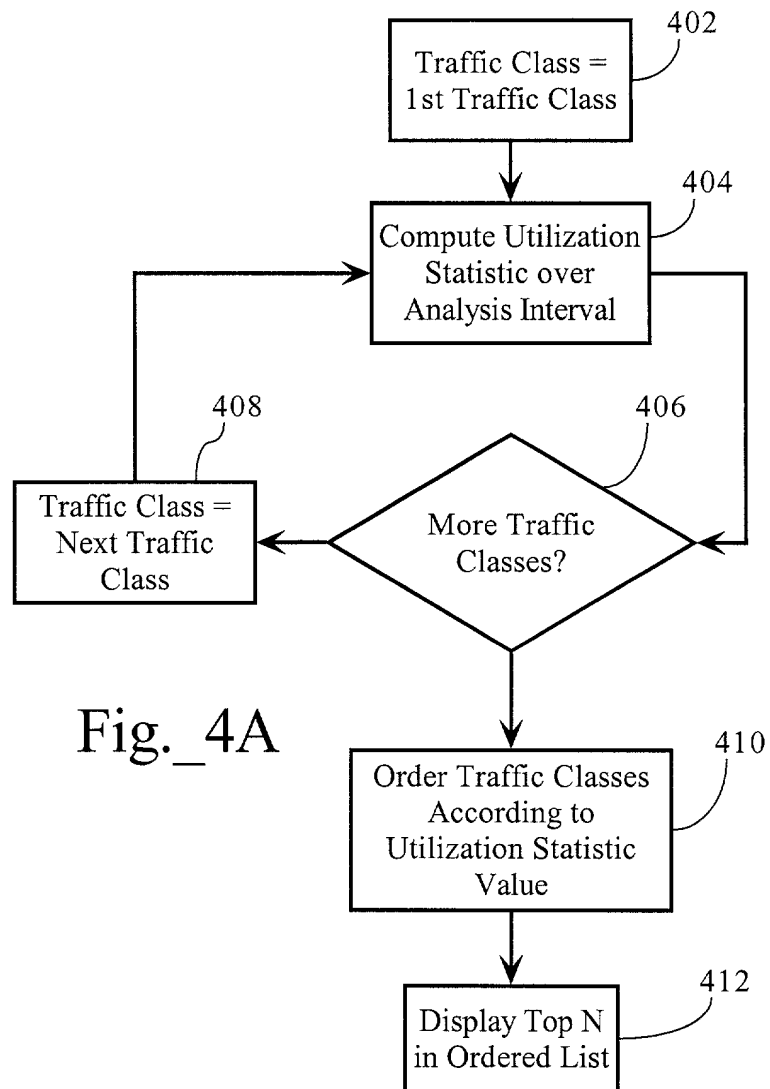 402
Traffic Class =
1st Traffic Class
404
Compute Utilization
Statistic over
Analysis Interval
408
406
Traffic Class =
Next Traffic
Class
More Traffic
Classes?
Fig._4A
410
Order Traffic Classes
According to
Utilization Statistic
Value
412
Display Top N
in Ordered List